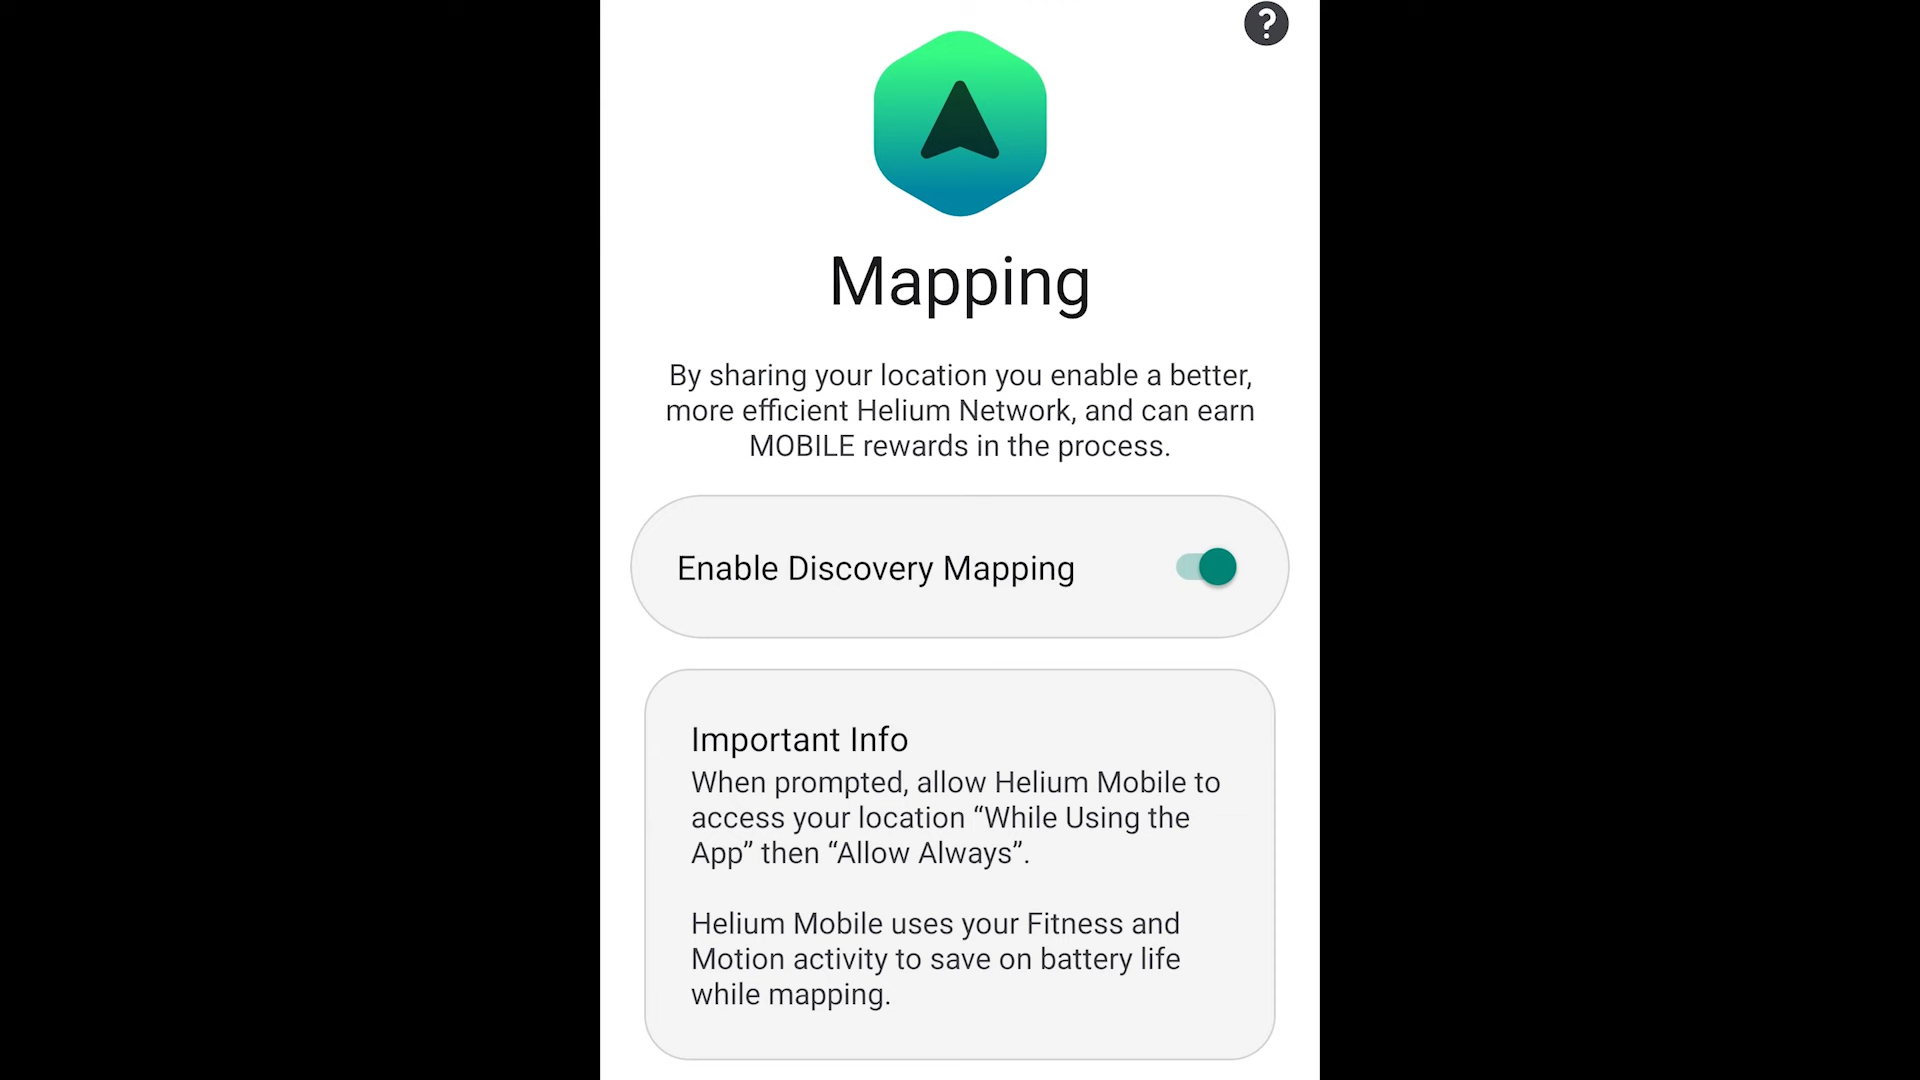 ?
Mapping
By sharing your location you enable a better,
more efficient Helium Network, and can earn
MOBILE rewards in the process.
Enable Discovery Mapping
Important Info
When prompted, allow Helium Mobile to
access your location “While Using the
App” then “Allow Always”.
Helium Mobile uses your Fitness and
Motion activity to save on battery life
while mapping.